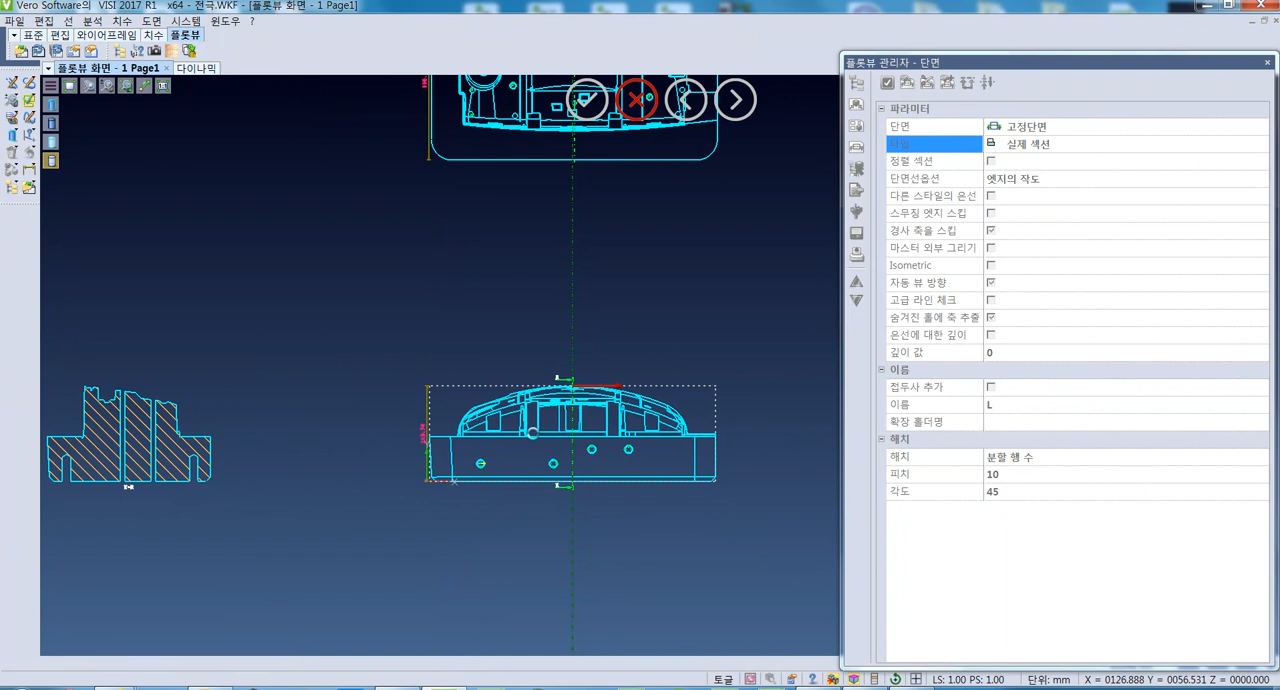 Vero Software의 VISI 2017 R1 x64 - 전극.WKF - [플롯뷰 화면 - 1 Page1]
파일 편집 선 분석 치수 도면 시스템 윈도우 ?
표준 편집 와이어프레임 치수 플롯뷰
플롯뷰 화면 - 1 Page1 다이나믹
플롯뷰 관리자 - 단면
파라미터
단면 고정단면
타입 실제 섹션
정렬 섹션
단면선옵션 엣지의 작도
다른 스타일의 은선
스무징 엣지 스킵
경사 축을 스킵
마스터 외부 그리기
Isometric
자동 뷰 방향
고급 라인 체크
숨겨진 홀에 축 추출
은선에 대한 깊이
깊이 값 0
이름
접두사 추가
이름 L
확장 홀더명
해치
해치 분할 행 수
피치 10
각도 45
토글 LS: 1.00 PS: 1.00 단위: mm X = 0126.888 Y = 0056.531 Z = 0000.000